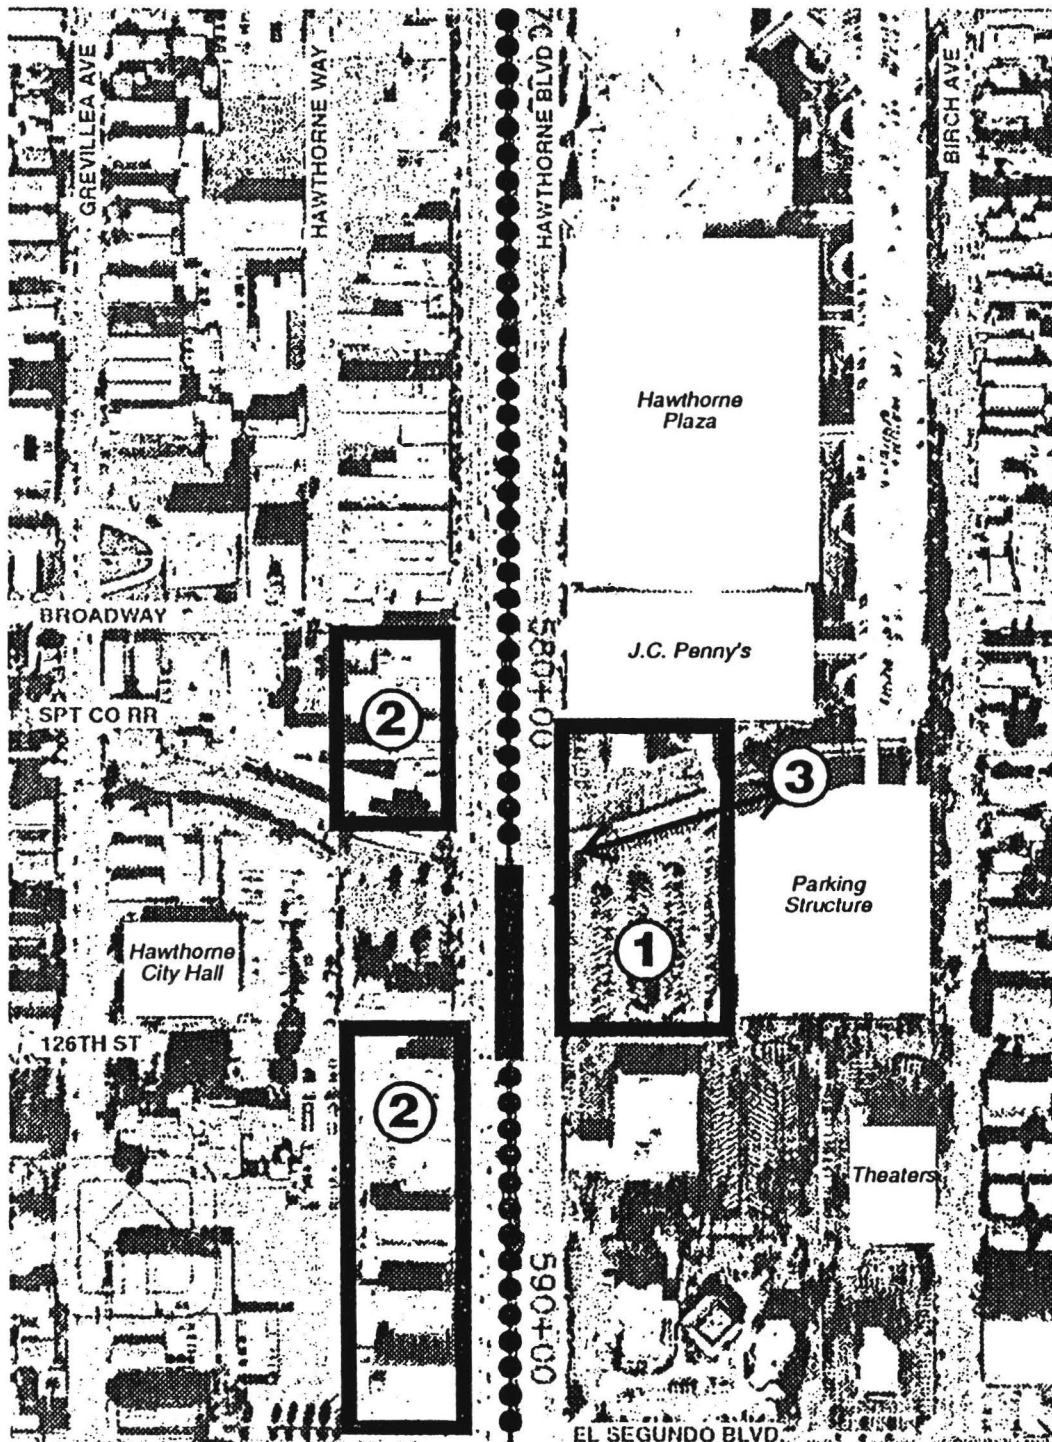 GREVILLEA AVE
HAWTHORNE WAY
HAWTHORNE BLVD
BIRCH AVE
Hawthorne
Plaza
BROADWAY
580+00
J.C. Penny's
SPT CO RR
2
3
Parking
Structure
1
Hawthorne
City Hall
126TH ST
2
Theaters
590+00
EL SEGUNDO BLVD.